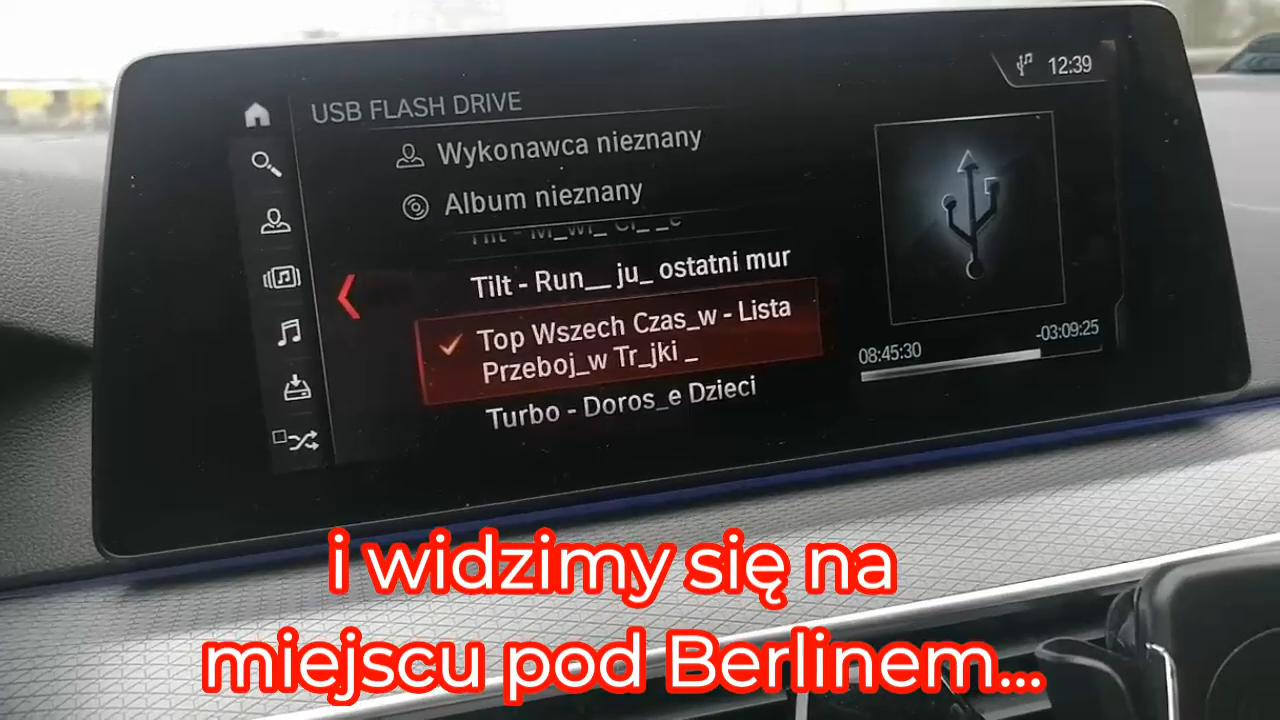 USB FLASH DRIVE
12:39
Wykonawca nieznany
Album nieznany
Tilt - Run__ ju_ ostatni mur
Top Wszech Czas_w - Lista
Przeboj_w Tr_jki _
Turbo - Doros_e Dzieci
08:45:30
-03:09:25
i widzimy się na
miejscu pod Berlinem...